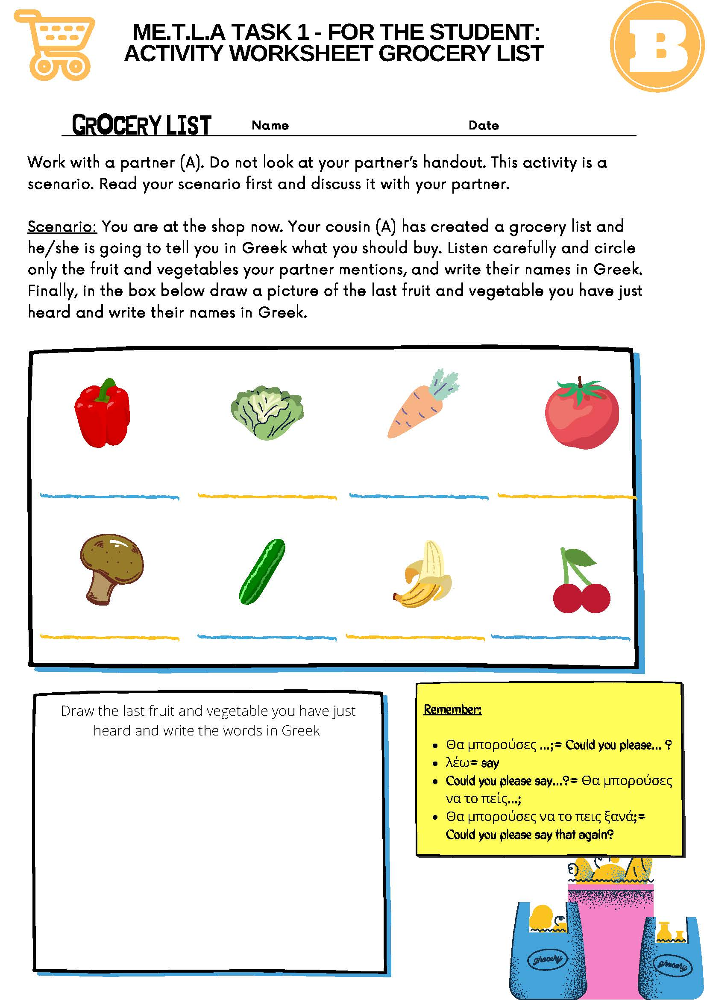 ME.T.L.A TASK 1 - FOR THE STUDENT:
ACTIVITY WORKSHEET GROCERY LIST
B
GROCERY LIST Name Date
Work with a partner (A). Do not look at your partner's handout. This activity is a
scenario. Read your scenario first and discuss it with your partner.
Scenario: You are at the shop now. Your cousin (A) has created a grocery list and
he/she is going to tell you in Greek what you should buy. Listen carefully and circle
only the fruit and vegetables your partner mentions, and write their names in Greek.
Finally, in the box below draw a picture of the last fruit and vegetable you have just
heard and write their names in Greek.
Draw the last fruit and vegetable you have just
heard and write the words in Greek
Remember:
• Θα μπορούσες ...;= Could you please... ?
• λέω= say
• Could you please say...?= Θα μπορούσες
να το πείς...;
• Θα μπορούσες να το πεις ξανά;=
Could you please say that again?
grocery
grocery